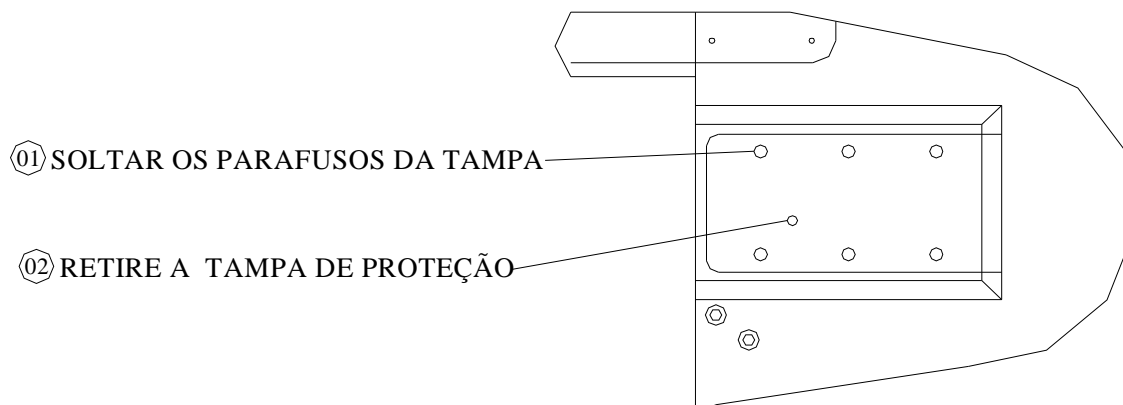 01 SOLTAR OS PARAFUSOS DA TAMPA
02 RETIRE A TAMPA DE PROTEÇÃO